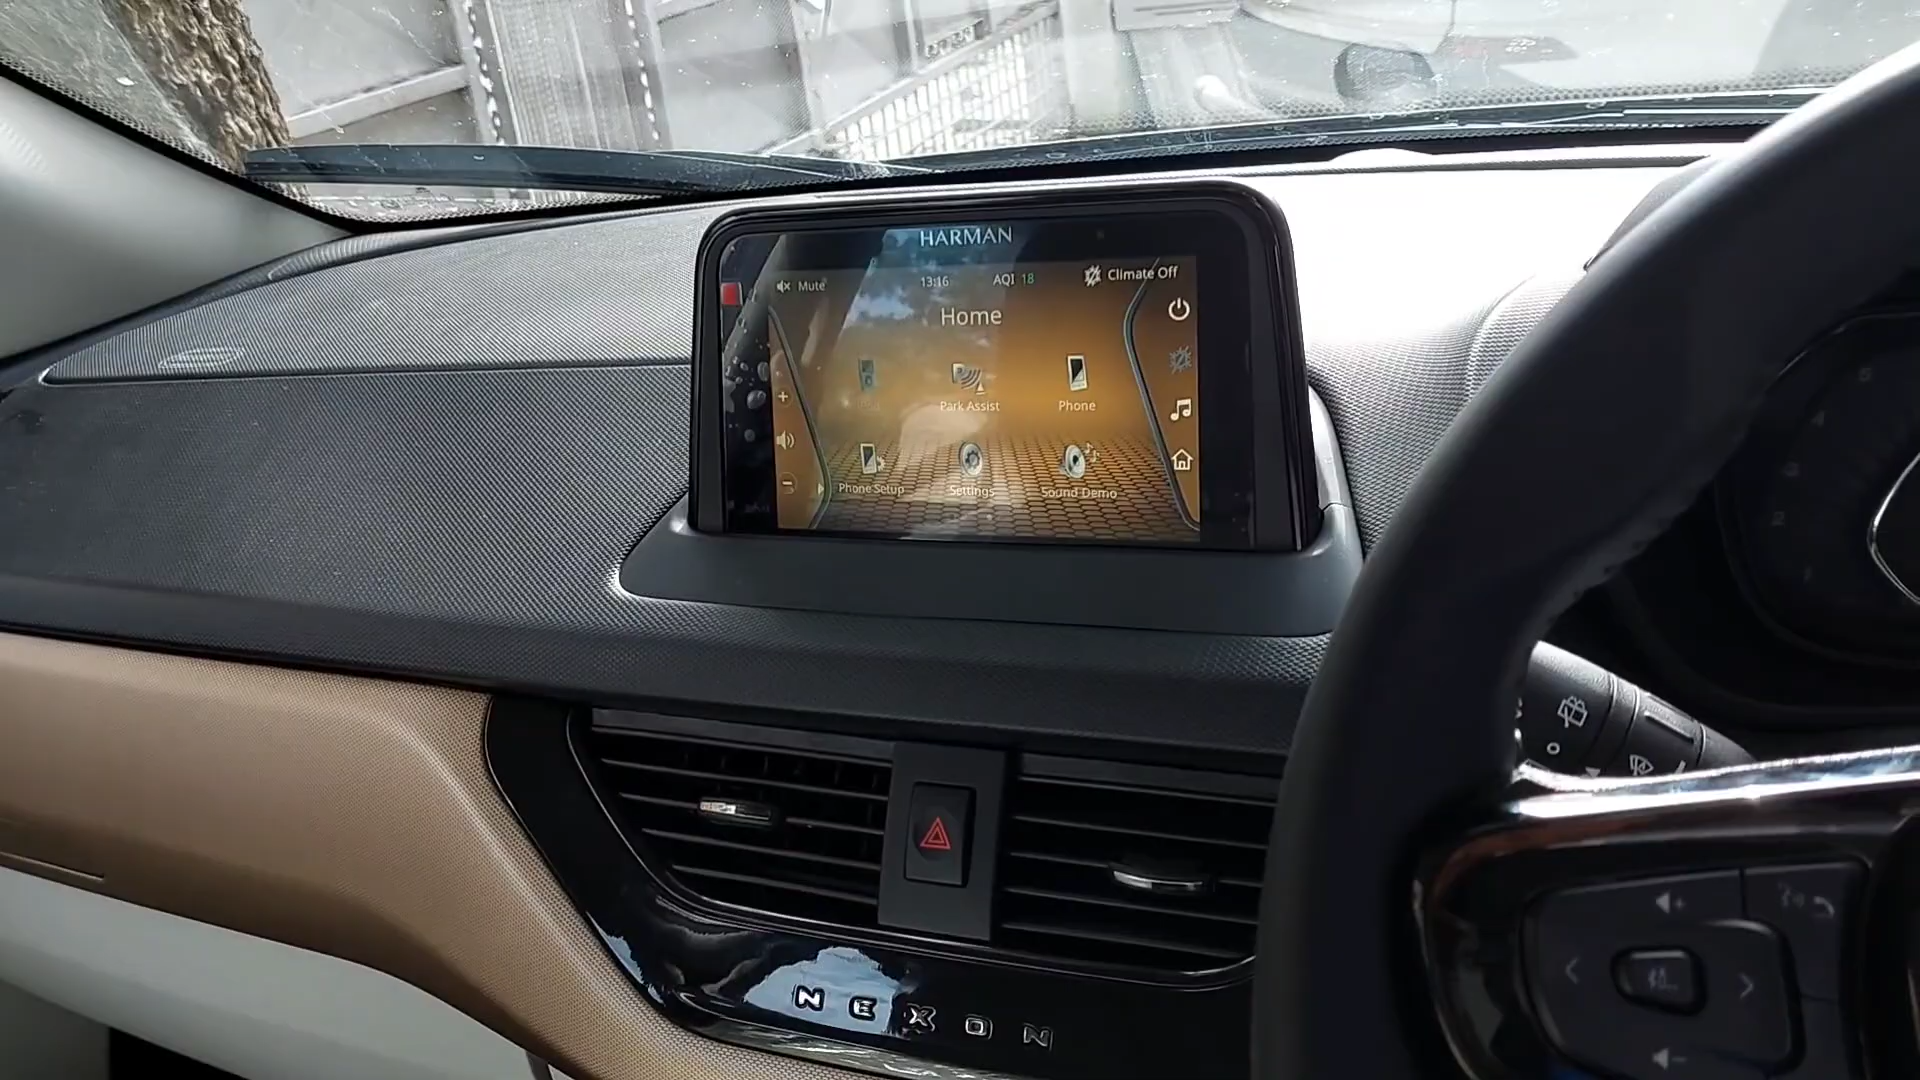 HARMAN
Mute 13:16 AQI 18 Climate Off
Home
Park Assist Phone
Phone Setup Settings Sound Demo
NEXON